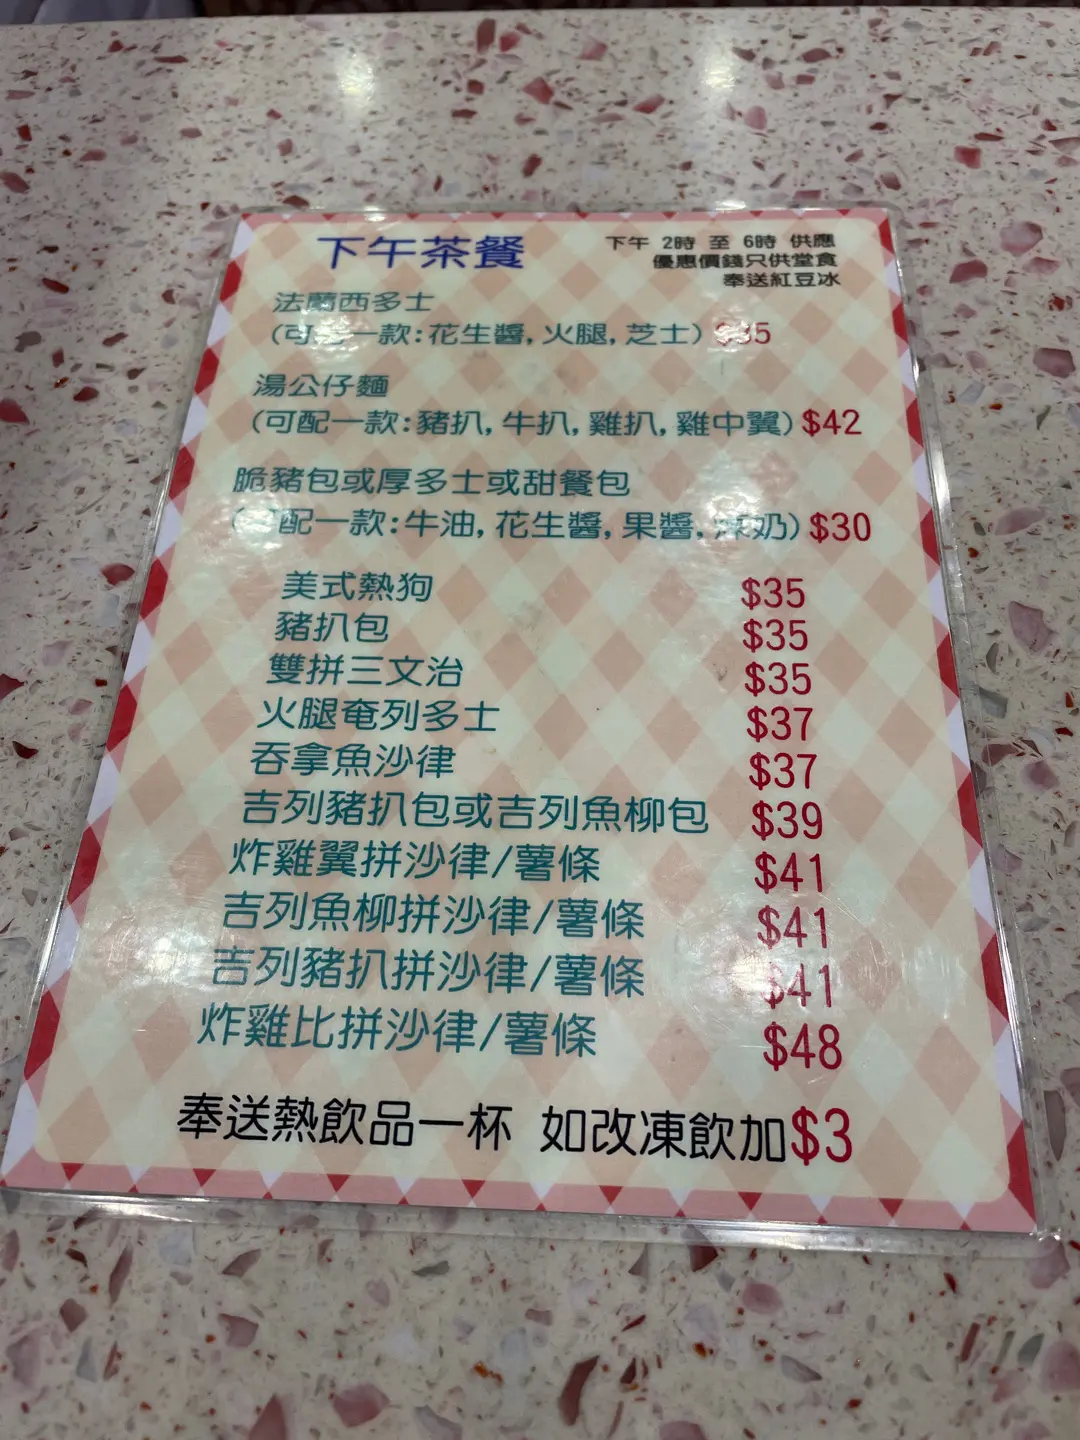 下午茶餐
下午 2時 至 6時 供應
優惠價錢只供堂食
奉送紅豆冰
法蘭西多士
(可 一款:花生醬,火腿,芝士) $35
湯公仔麵
(可配一款:豬扒,牛扒,雞扒,雞中翼) $42
脆豬包或厚多士或甜餐包
(可配一款:牛油,花生醬,果醬,煉奶) $30
美式熱狗 $35
豬扒包 $35
雙拼三文治 $35
火腿奄列多士 $37
吞拿魚沙律 $37
吉列豬扒包或吉列魚柳包 $39
炸雞翼拼沙律/薯條 $41
吉列魚柳拼沙律/薯條 $41
吉列豬扒拼沙律/薯條 $41
炸雞比拼沙律/薯條 $48
奉送熱飲品一杯 如改凍飲加$3